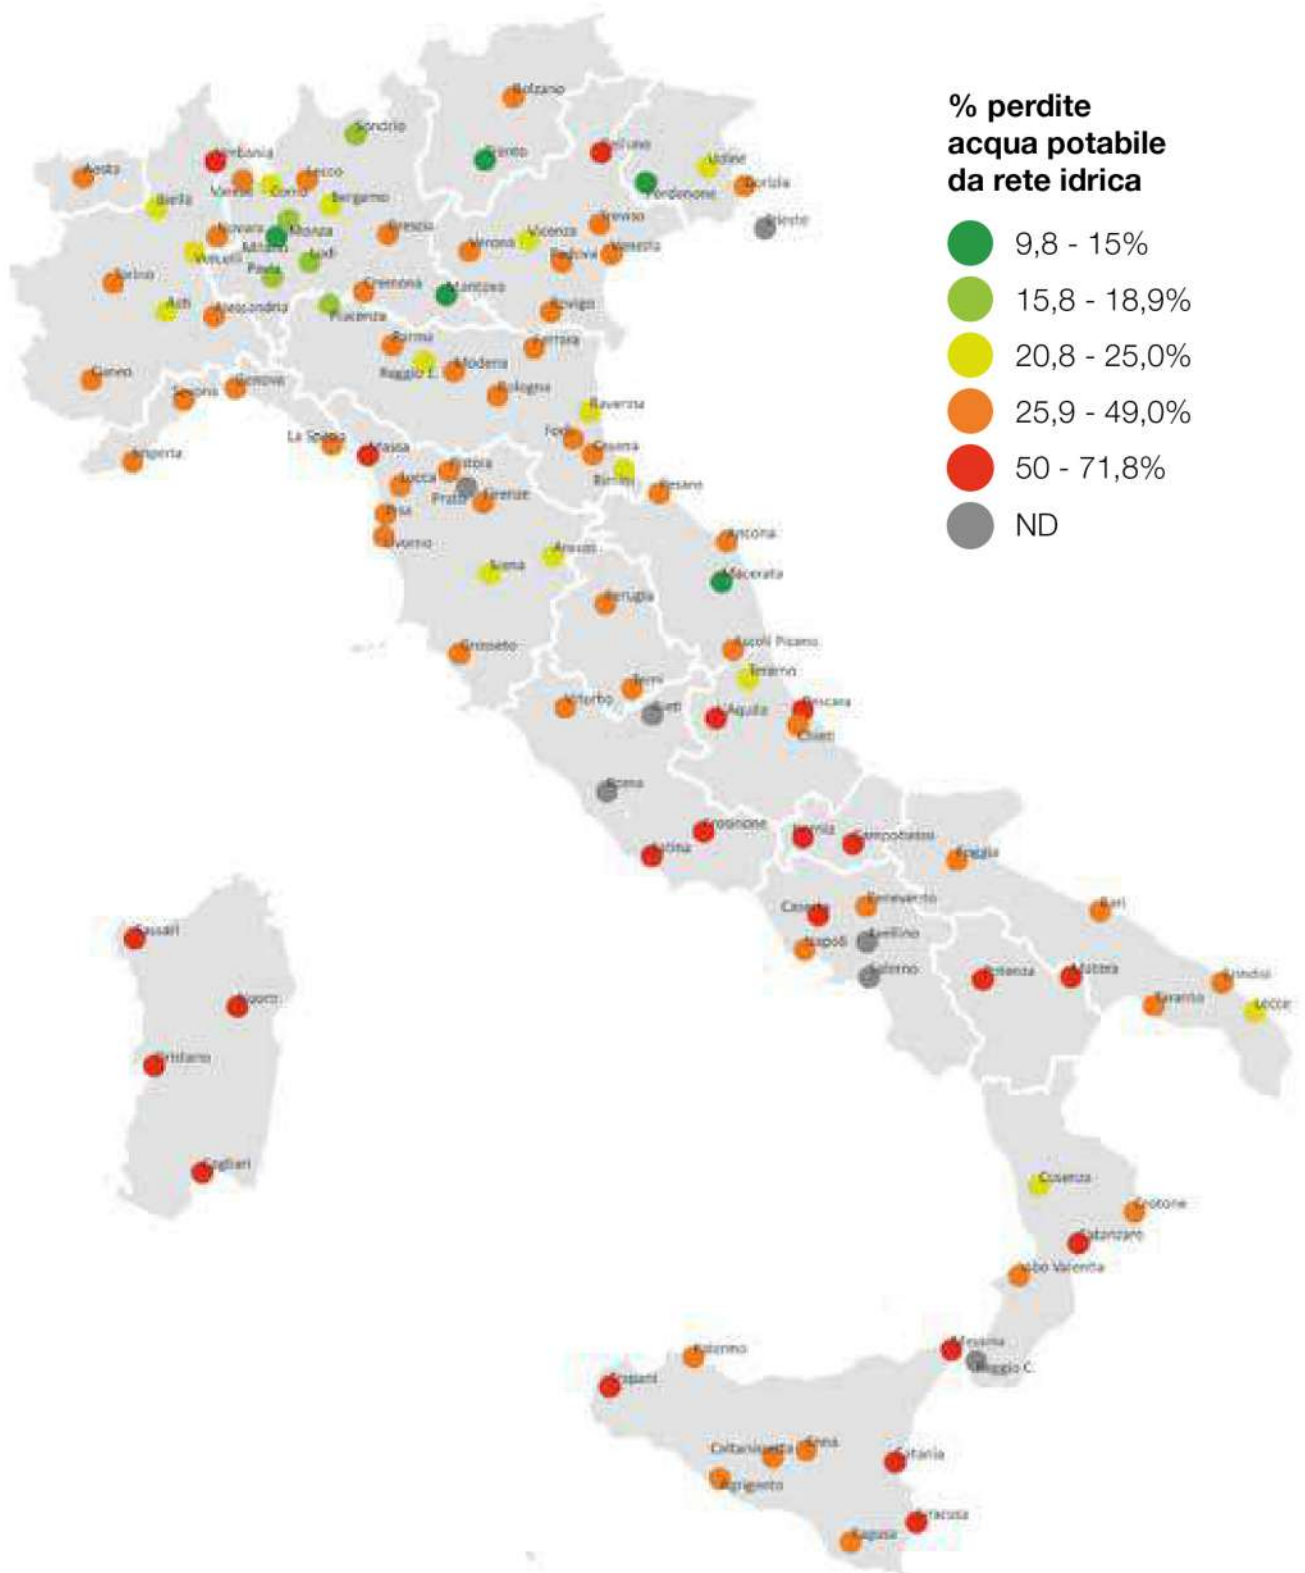 % perdite
acqua potabile
da rete idrica
9,8 - 15%
15,8 - 18,9%
20,8 - 25,0%
25,9 - 49,0%
50 - 71,8%
ND
Bolzano
Sondrio
Trento
Udine
Aosta
Lecco
Pordenone
Gorizia
Varese
Como
Biella
Bergamo
Treviso
Trieste
Novara
Monza
Brescia
Vicenza
Verona
Venezia
Milano
Lodi
Padova
Vercelli
Pavia
Torino
Cremona
Mantova
Asti
Alessandria
Piacenza
Rovigo
Parma
Ferrara
Modena
Reggio E.
Cuneo
Genova
Savona
Bologna
Ravenna
Forlì
La Spezia
Massa
Cesena
Imperia
Pistoia
Rimini
Lucca
Prato
Firenze
Pesaro
Pisa
Ancona
Livorno
Arezzo
Siena
Macerata
Perugia
Ascoli Piceno
Grosseto
Teramo
Terni
Viterbo
Rieti
L'Aquila
Pescara
Chieti
Roma
Frosinone
Isernia
Campobasso
Latina
Foggia
Benevento
Caserta
Bari
Sassari
Napoli
Avellino
Salerno
Potenza
Matera
Brindisi
Nuoro
Taranto
Lecce
Oristano
Cagliari
Cosenza
Crotone
Catanzaro
Vibo Valentia
Messina
Palermo
Reggio C.
Trapani
Caltanissetta
Enna
Catania
Agrigento
Siracusa
Ragusa